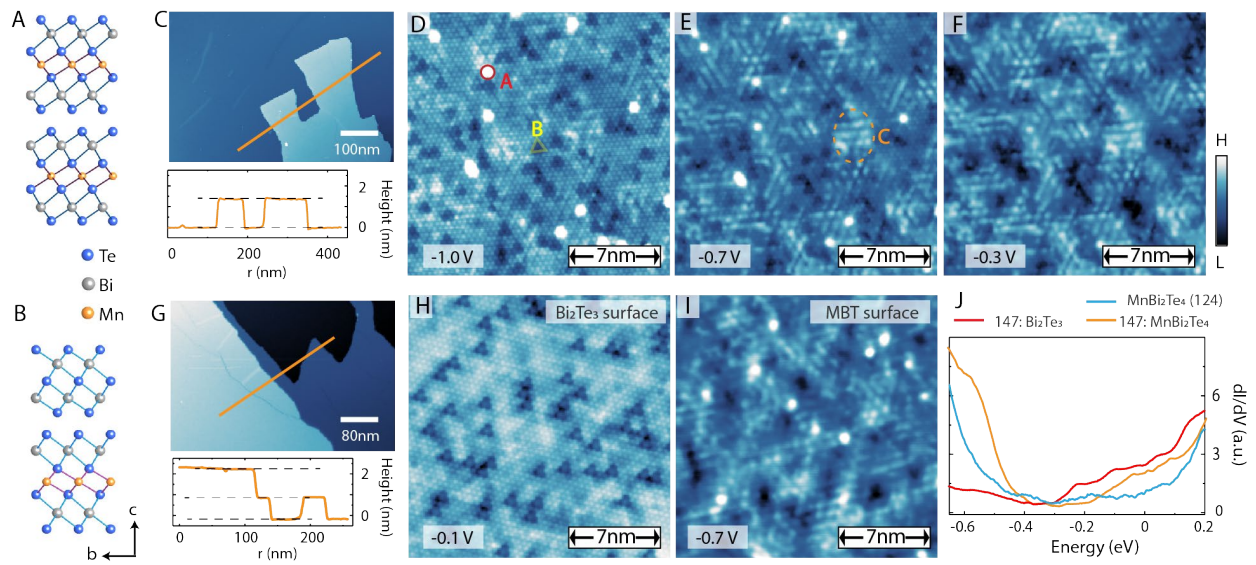 A
Te
Bi
Mn
B
c
b
C
100nm
2
0
Height (nm)
0
200
400
r (nm)
D
A
B
-1.0 V
7nm
E
C
-0.7 V
7nm
F
-0.3 V
7nm
H
L
G
80nm
2
1
0
Height (nm)
0
100
200
r (nm)
H
Bi₂Te₃ surface
-0.1 V
7nm
I
MBT surface
-0.7 V
7nm
J
MnBi₂Te₄ (124)
147: Bi₂Te₃
147: MnBi₂Te₄
6
3
0
dI/dV (a.u.)
-0.6
-0.4
-0.2
0
0.2
Energy (eV)